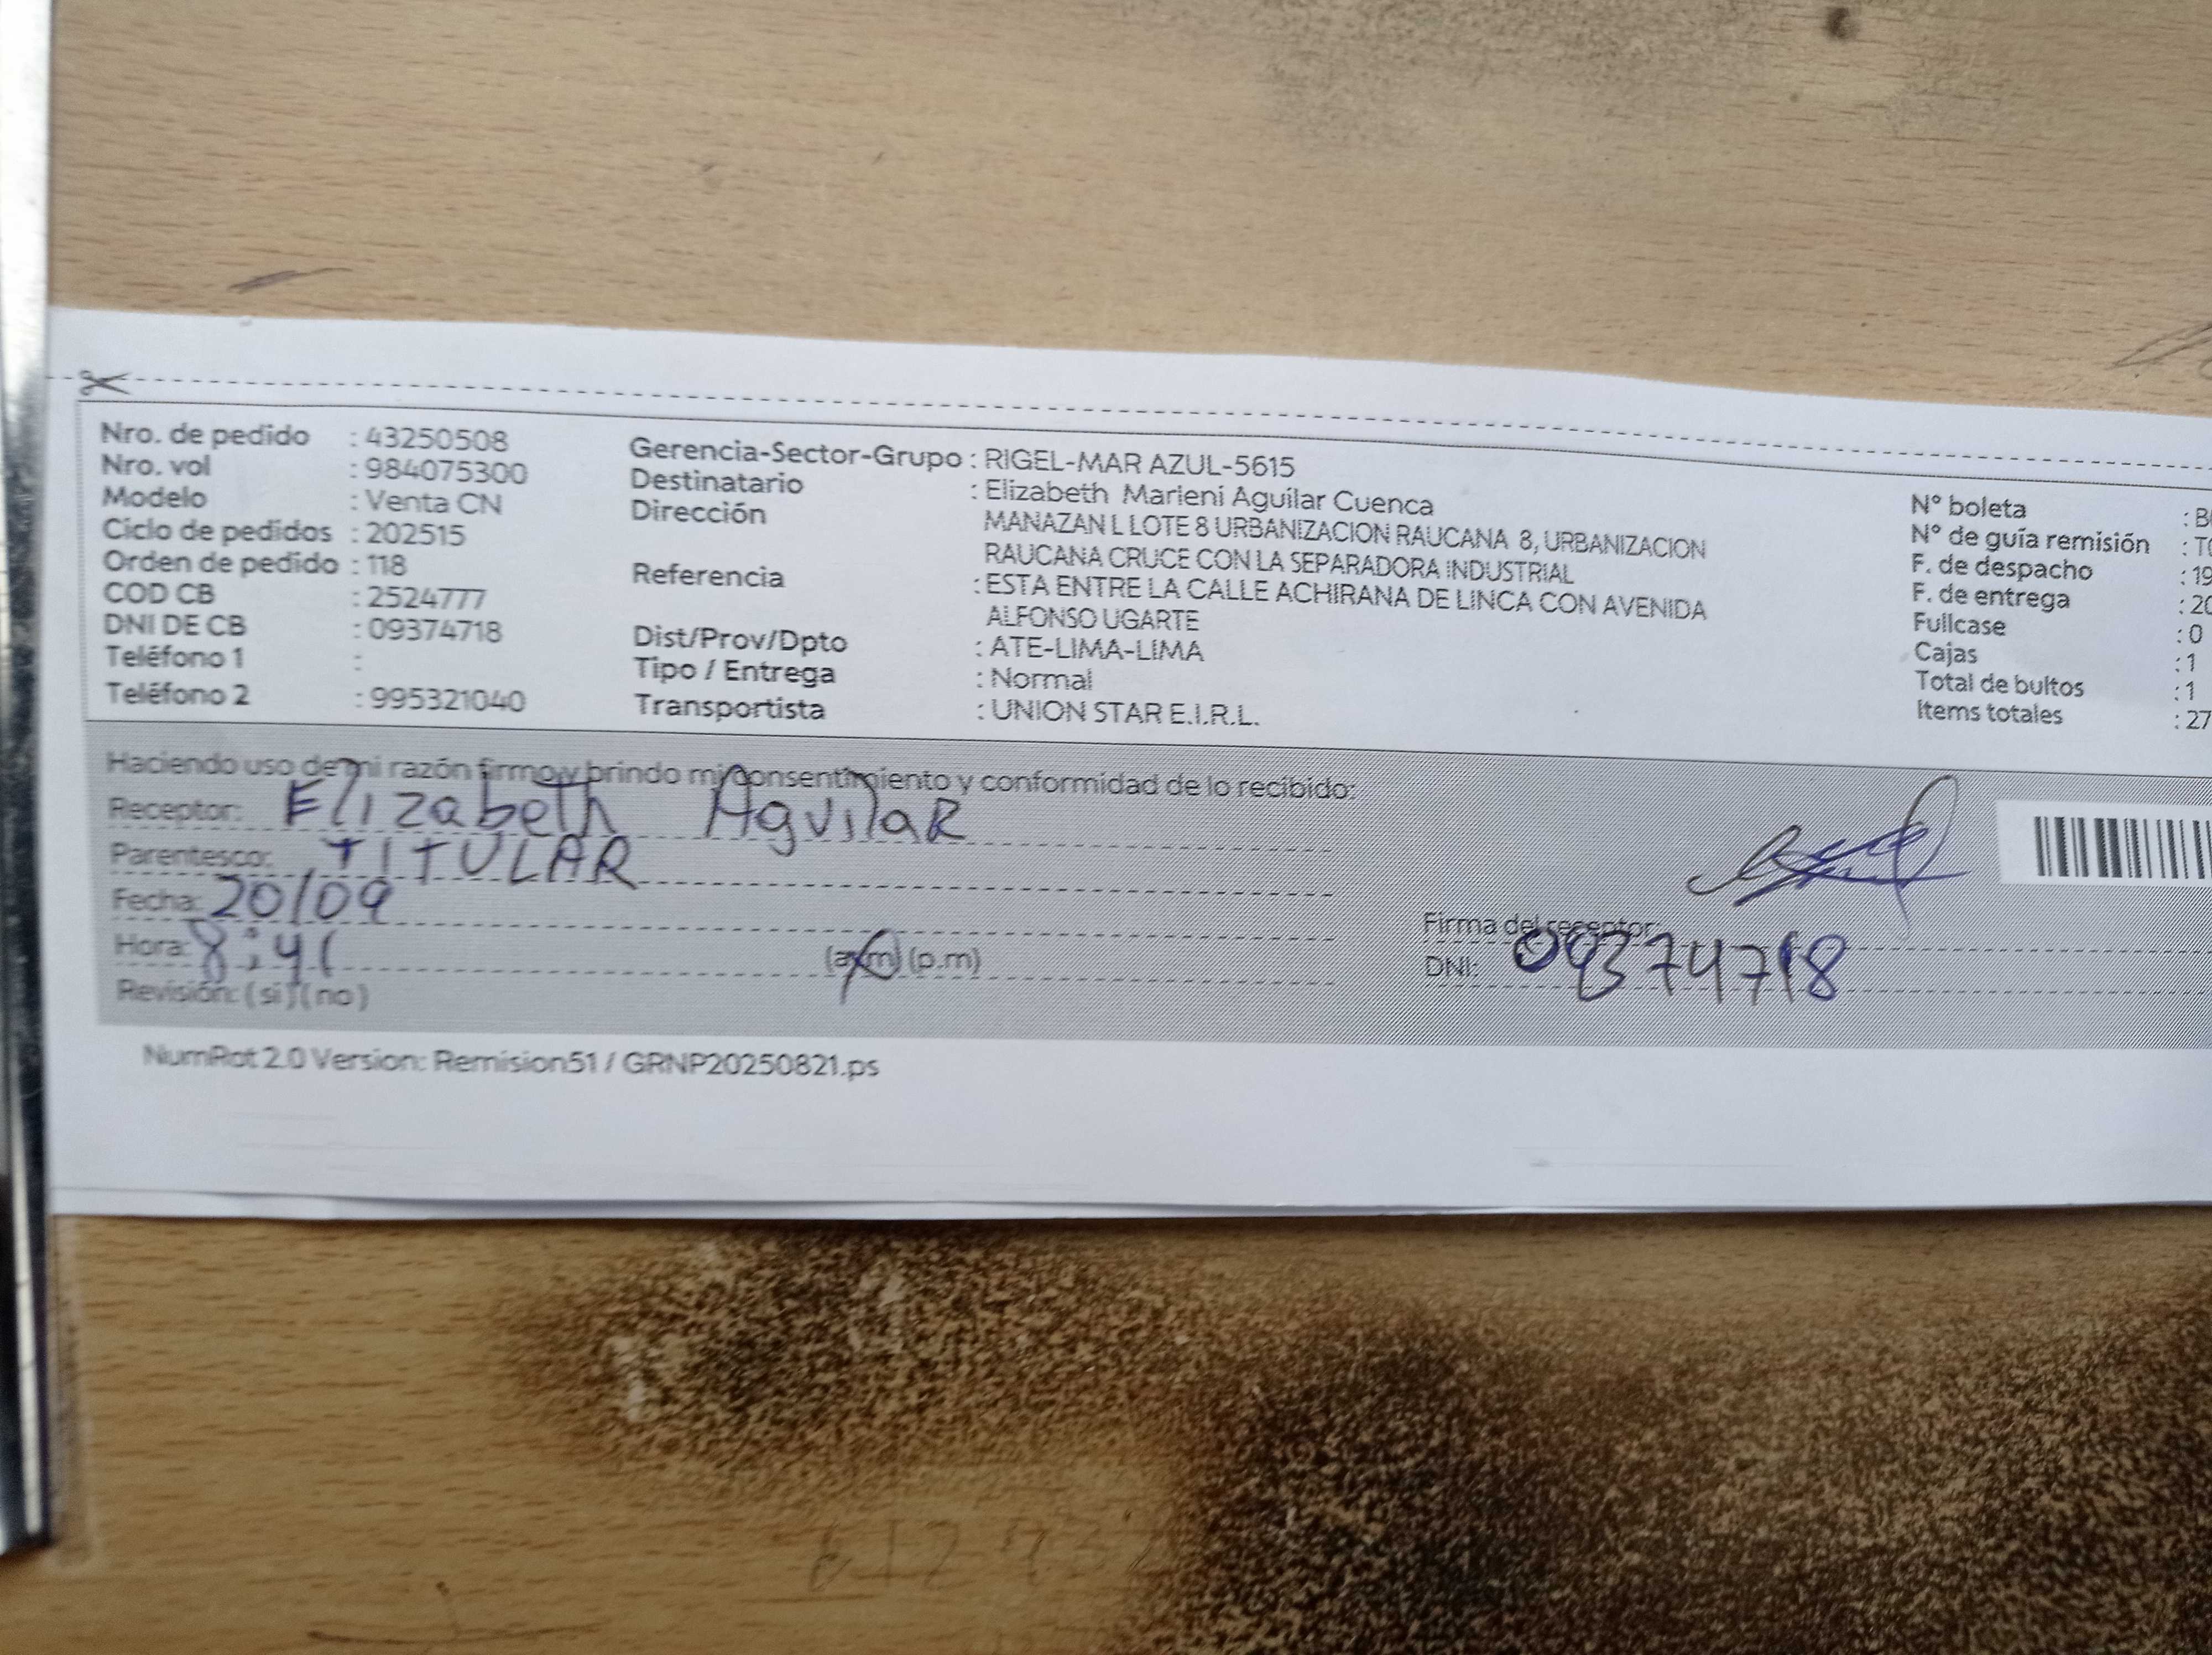 Nro. de pedido : 43250508
Nro. vol : 984075300
Modelo : Venta CN
Ciclo de pedidos : 202515
Orden de pedido : 118
COD CB : 2524777
DNI DE CB : 09374718
Teléfono 1 :
Teléfono 2 : 995321040
Gerencia-Sector-Grupo : RIGEL-MAR AZUL-5615
Destinatario : Elizabeth Marleni Aguilar Cuenca
Dirección MANAZAN L LOTE 8 URBANIZACION RAUCANA 8, URBANIZACION
RAUCANA CRUCE CON LA SEPARADORA INDUSTRIAL
Referencia : ESTA ENTRE LA CALLE ACHIRANA DE LINCA CON AVENIDA
ALFONSO UGARTE
Dist/Prov/Dpto : ATE-LIMA-LIMA
Tipo / Entrega : Normal
Transportista : UNION STAR E.I.R.L.
N° boleta :
N° de guía remisión :
F. de despacho : 19
F. de entrega : 20
Fullcase : 0
Cajas : 1
Total de bultos : 1
Items totales : 27
Haciendo uso de mi razón firmo y brindo mi consentimiento y conformidad de lo recibido:
Receptor: Elizabeth Aguilar
Parentesco: TITULAR
Fecha: 20/09
Hora: 8:41 (a.m) (p.m)
Revisión: (si) (no)
Firma del receptor:
DNI: 09374718
NumRot 2.0 Version: Remision51 / GRNP20250821.ps